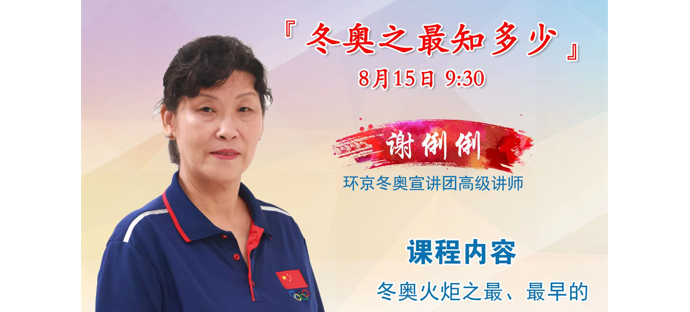 『冬奥之最知多少』
8月15日 9:30
谢俐俐
环京冬奥宣讲团高级讲师
课程内容
冬奥火炬之最、最早的